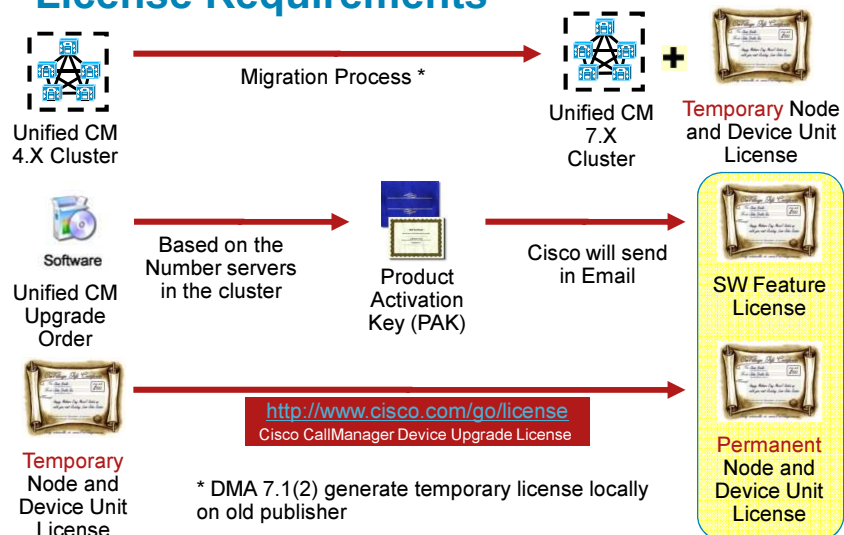 License Requirements
Migration Process *
Unified CM
4.X Cluster
Unified CM
7.X
Cluster
Temporary Node
and Device Unit
License
Software
Unified CM
Upgrade
Order
Based on the
Number servers
in the cluster
Product
Activation
Key (PAK)
Cisco will send
in Email
SW Feature
License
http://www.cisco.com/go/license
Cisco CallManager Device Upgrade License
Temporary
Node and
Device Unit
License
* DMA 7.1(2) generate temporary license locally
on old publisher
Permanent
Node and
Device Unit
License